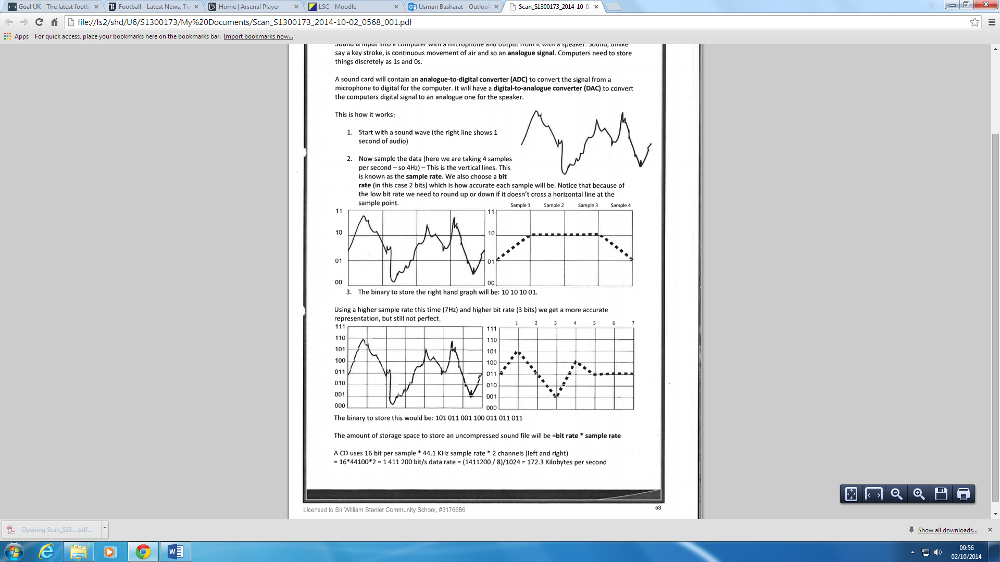 Goal UK - The latest footb
Football - Latest News, Tra
Home | Arsenal Player
LSC - Moodle
Usman Basharat - Outlook
Scan_S1300173_2014-10-0
file://fs2/shd/U6/S1300173/My%20Documents/Scan_S1300173_2014-10-02_0568_001.pdf
Apps For quick access, place your bookmarks here on the bookmarks bar. Import bookmarks now...
Sound is input into a computer with a microphone and output from it with a speaker. Sound, unlike
say a key stroke, is continuous movement of air and so an analogue signal. Computers need to store
things discretely as 1s and 0s.
A sound card will contain an analogue-to-digital converter (ADC) to convert the signal from a
microphone to digital for the computer. It will have a digital-to-analogue converter (DAC) to convert
the computers digital signal to an analogue one for the speaker.
This is how it works:
1. Start with a sound wave (the right line shows 1
second of audio)
2. Now sample the data (here we are taking 4 samples
per second – so 4Hz) – This is the vertical lines. This
is known as the sample rate. We also choose a bit
rate (in this case 2 bits) which is how accurate each sample will be. Notice that because of
the low bit rate we need to round up or down if it doesn't cross a horizontal line at the
sample point.
Sample 1 Sample 2 Sample 3 Sample 4
11
10
01
00
11
10
01
00
3. The binary to store the right hand graph will be: 10 10 10 01.
Using a higher sample rate this time (7Hz) and higher bit rate (3 bits) we get a more accurate
representation, but still not perfect.
111
110
101
100
011
010
001
000
1 2 3 4 5 6 7
111
110
101
100
011
010
001
000
The binary to store this would be: 101 011 001 100 011 011 011
The amount of storage space to store an uncompressed sound file will be =bit rate * sample rate
A CD uses 16 bit per sample * 44.1 KHz sample rate * 2 channels (left and right)
= 16*44100*2 = 1 411 200 bit/s data rate = (1411200 / 8)/1024 = 172.3 Kilobytes per second
Licensed to Sir William Stanier Community School, #3176686
53
Opening Scan_S13....pdf...
Show all downloads...
09:56
02/10/2014